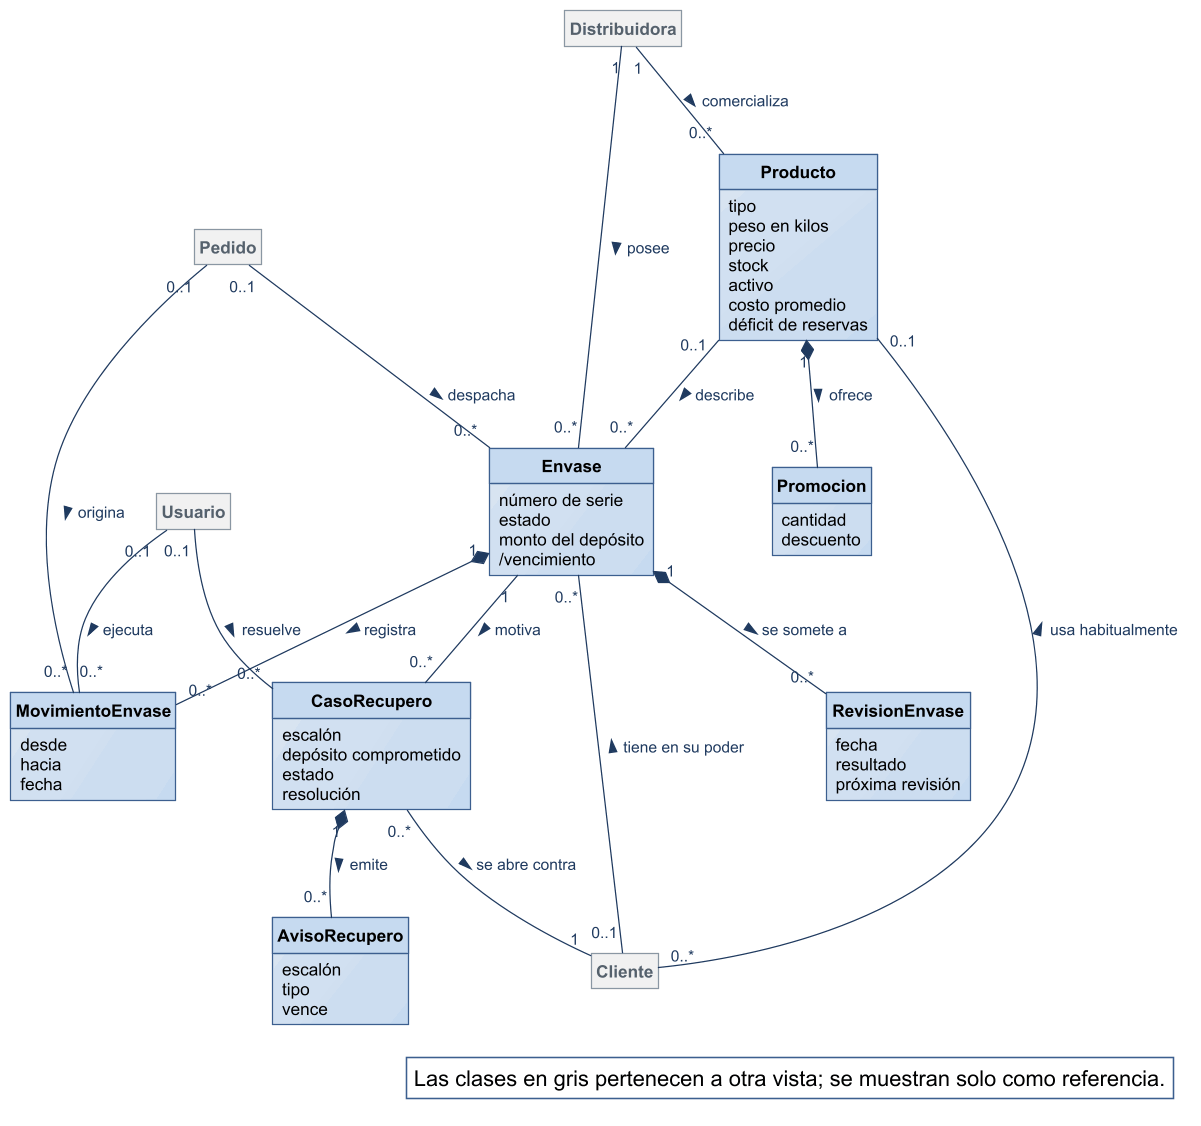 Distribuidora
1
1
comercializa
0..*
Producto
tipo
peso en kilos
precio
stock
activo
costo promedio
déficit de reservas
Pedido
posee
0..1
0..1
0..1
0..1
1
despacha
describe
ofrece
0..*
0..*
0..*
0..*
Envase
número de serie
estado
monto del depósito
/vencimiento
Promocion
cantidad
descuento
origina
Usuario
0..1
0..1
1
1
1
0..*
ejecuta
resuelve
registra
motiva
se somete a
usa habitualmente
0..*
0..*
0..*
0..*
0..*
0..*
MovimientoEnvase
desde
hacia
fecha
CasoRecupero
escalón
depósito comprometido
estado
resolución
tiene en su poder
RevisionEnvase
fecha
resultado
próxima revisión
1
0..*
emite
se abre contra
0..*
1
0..1
0..*
AvisoRecupero
escalón
tipo
vence
Cliente
Las clases en gris pertenecen a otra vista; se muestran solo como referencia.